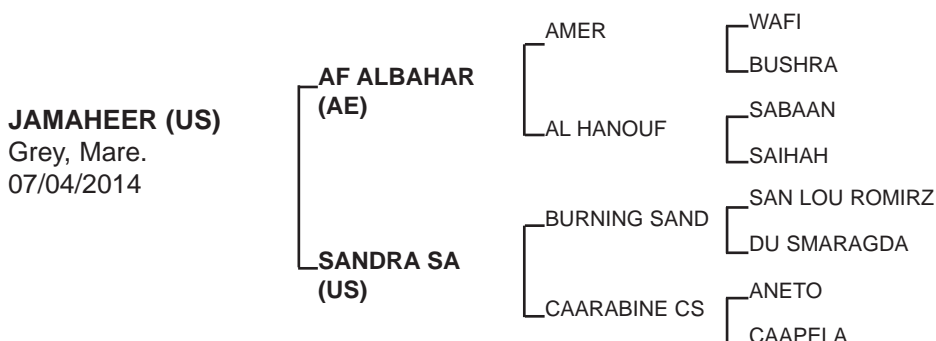 JAMAHEER (US)
Grey, Mare.
07/04/2014
AF ALBAHAR
(AE)
SANDRA SA
(US)
AMER
AL HANOUF
BURNING SAND
CAARABINE CS
WAFI
BUSHRA
SABAAN
SAIHAH
SAN LOU ROMIRZ
DU SMARAGDA
ANETO
CAAPELA